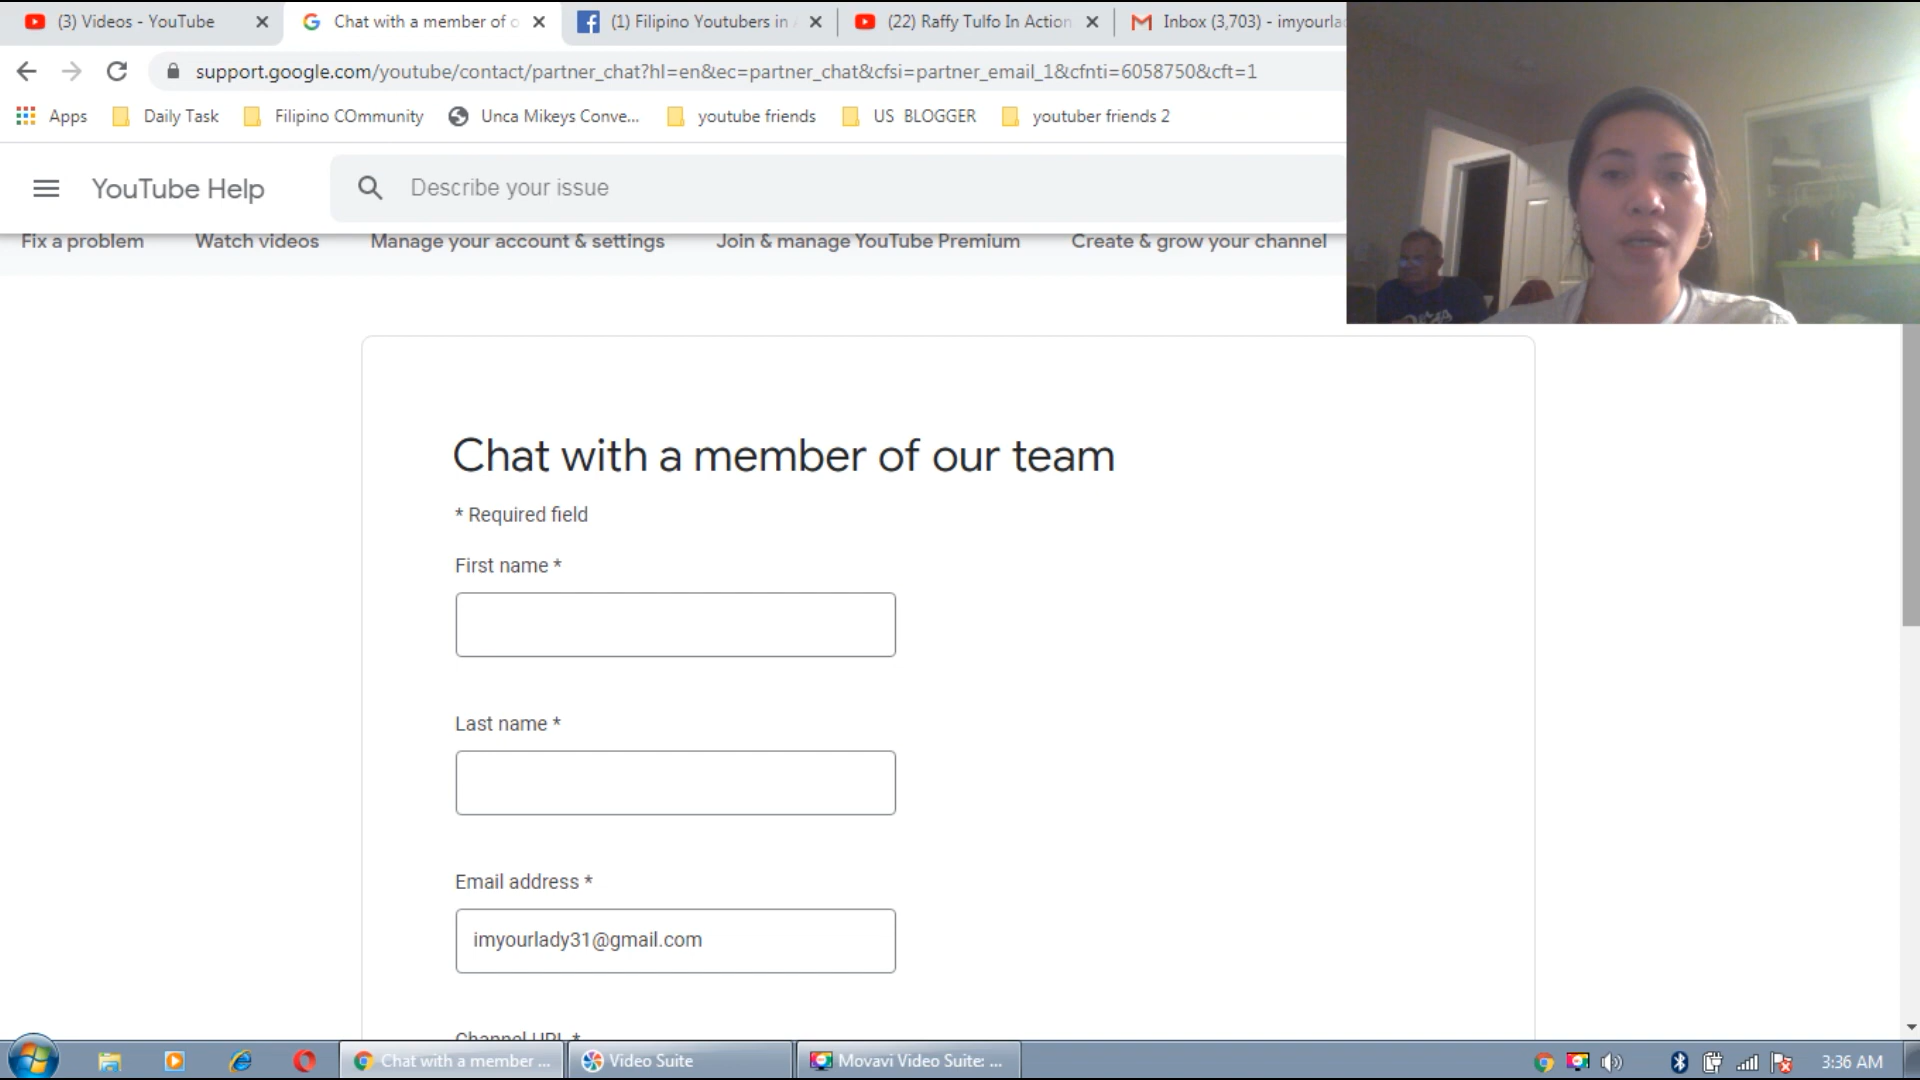 (3) Videos - YouTube
Chat with a member of o
(1) Filipino Youtubers in
(22) Raffy Tulfo In Action
Inbox (3,703) - imyourla
support.google.com/youtube/contact/partner_chat?hl=en&ec=partner_chat&cfsi=partner_email_1&cfnti=6058750&cft=1
Apps
Daily Task
Filipino COmmunity
Unca Mikeys Conve...
youtube friends
US BLOGGER
youtuber friends 2
YouTube Help
Describe your issue
Fix a problem
Watch videos
Manage your account & settings
Join & manage YouTube Premium
Create & grow your channel
Chat with a member of our team
* Required field
First name *
Last name *
Email address *
imyourlady31@gmail.com
Channel URL *
Chat with a member ...
Video Suite
Movavi Video Suite: ...
3:36 AM